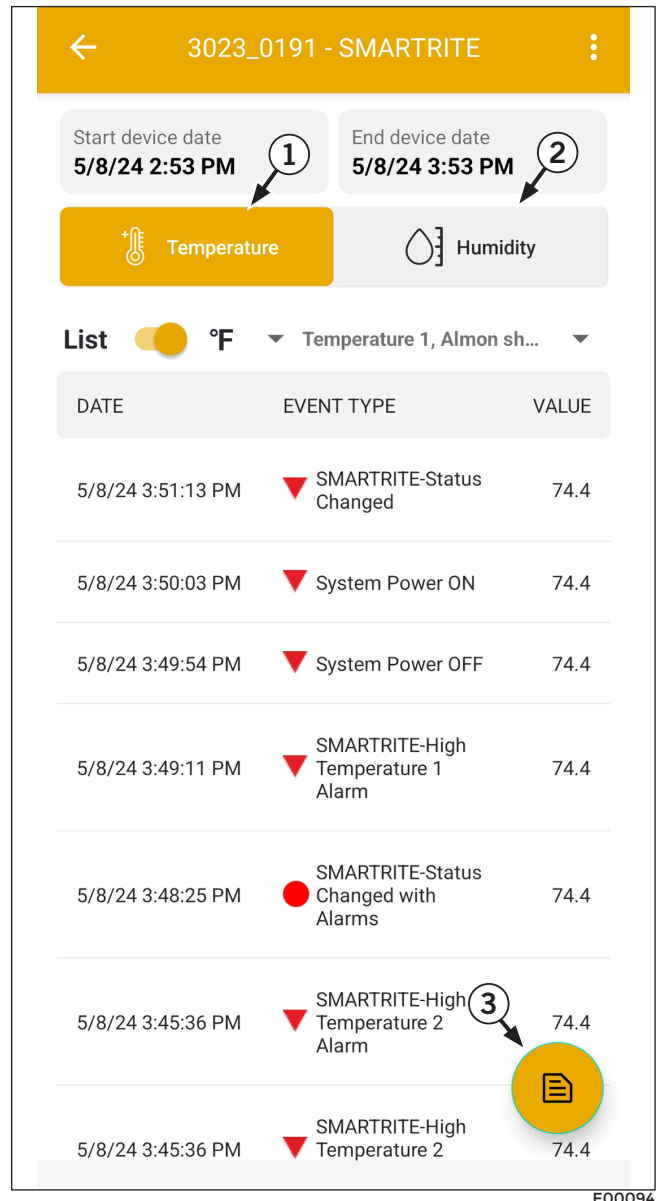 3023_0191 - SMARTRITE
Start device date
5/8/24 2:53 PM
1
End device date
5/8/24 3:53 PM
2
Temperature
Humidity
List
°F
Temperature 1, Almon sh...
DATE
EVENT TYPE
VALUE
5/8/24 3:51:13 PM
SMARTRITE-Status
Changed
74.4
5/8/24 3:50:03 PM
System Power ON
74.4
5/8/24 3:49:54 PM
System Power OFF
74.4
5/8/24 3:49:11 PM
SMARTRITE-High
Temperature 1
Alarm
74.4
5/8/24 3:48:25 PM
SMARTRITE-Status
Changed with
Alarms
74.4
5/8/24 3:45:36 PM
SMARTRITE-High
Temperature 2
Alarm
74.4
3
5/8/24 3:45:36 PM
SMARTRITE-High
Temperature 2
74.4